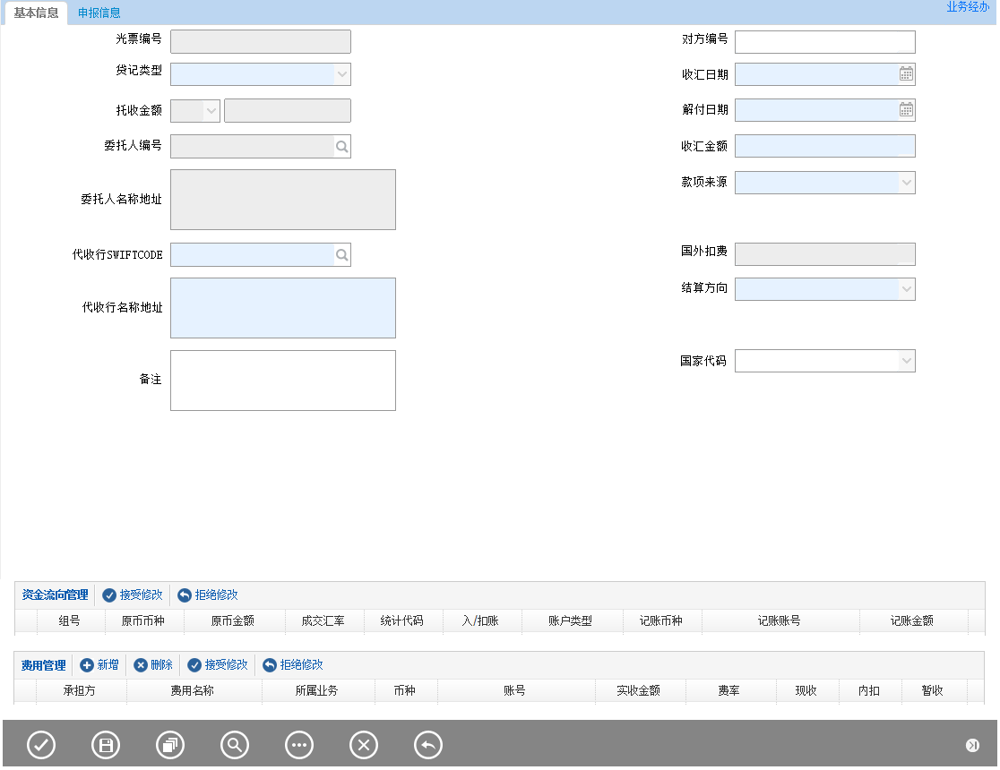 基本信息 申报信息 业务经办
光票编号 对方编号
贷记类型 收汇日期
托收金额 解付日期
委托人编号 收汇金额
委托人名称地址 款项来源
代收行SWIFTCODE 国外扣费
代收行名称地址 结算方向
备注 国家代码
资金流向管理 接受修改 拒绝修改
组号 原币币种 原币金额 成交汇率 统计代码 入/扣账 账户类型 记账币种 记账账号 记账金额
费用管理 新增 删除 接受修改 拒绝修改
承担方 费用名称 所属业务 币种 账号 实收金额 费率 现收 内扣 暂收